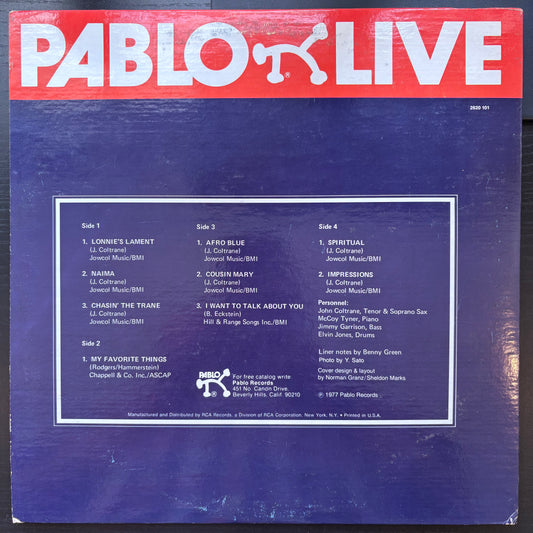 PABLO LIVE
®
2620 101
Side 1
1. LONNIE'S LAMENT
(J. Coltrane)
Jowcol Music/BMI
2. NAIMA
(J. Coltrane)
Jowcol Music/BMI
3. CHASIN' THE TRANE
(J. Coltrane)
Jowcol Music/BMI
Side 2
1. MY FAVORITE THINGS
(Rodgers/Hammerstein)
Chappell & Co. Inc./ASCAP
Side 3
1. AFRO BLUE
(J. Coltrane)
Jowcol Music/BMI
2. COUSIN MARY
(J. Coltrane)
Jowcol Music/BMI
3. I WANT TO TALK ABOUT YOU
(B. Eckstein)
Hill & Range Songs Inc./BMI
Side 4
1. SPIRITUAL
(J. Coltrane)
Jowcol Music/BMI
2. IMPRESSIONS
(J. Coltrane)
Jowcol Music/BMI
Personnel:
John Coltrane, Tenor & Soprano Sax
McCoy Tyner, Piano
Jimmy Garrison, Bass
Elvin Jones, Drums
Liner notes by Benny Green
Photo by Y. Sato
Cover design & layout
by Norman Granz/Sheldon Marks
℗ 1977 Pablo Records
PABLO
®
For free catalog write:
Pablo Records
451 No. Canon Drive,
Beverly Hills, Calif. 90210
Manufactured and Distributed by RCA Records, a Division of RCA Corporation, New York, N.Y. • Printed in U.S.A.